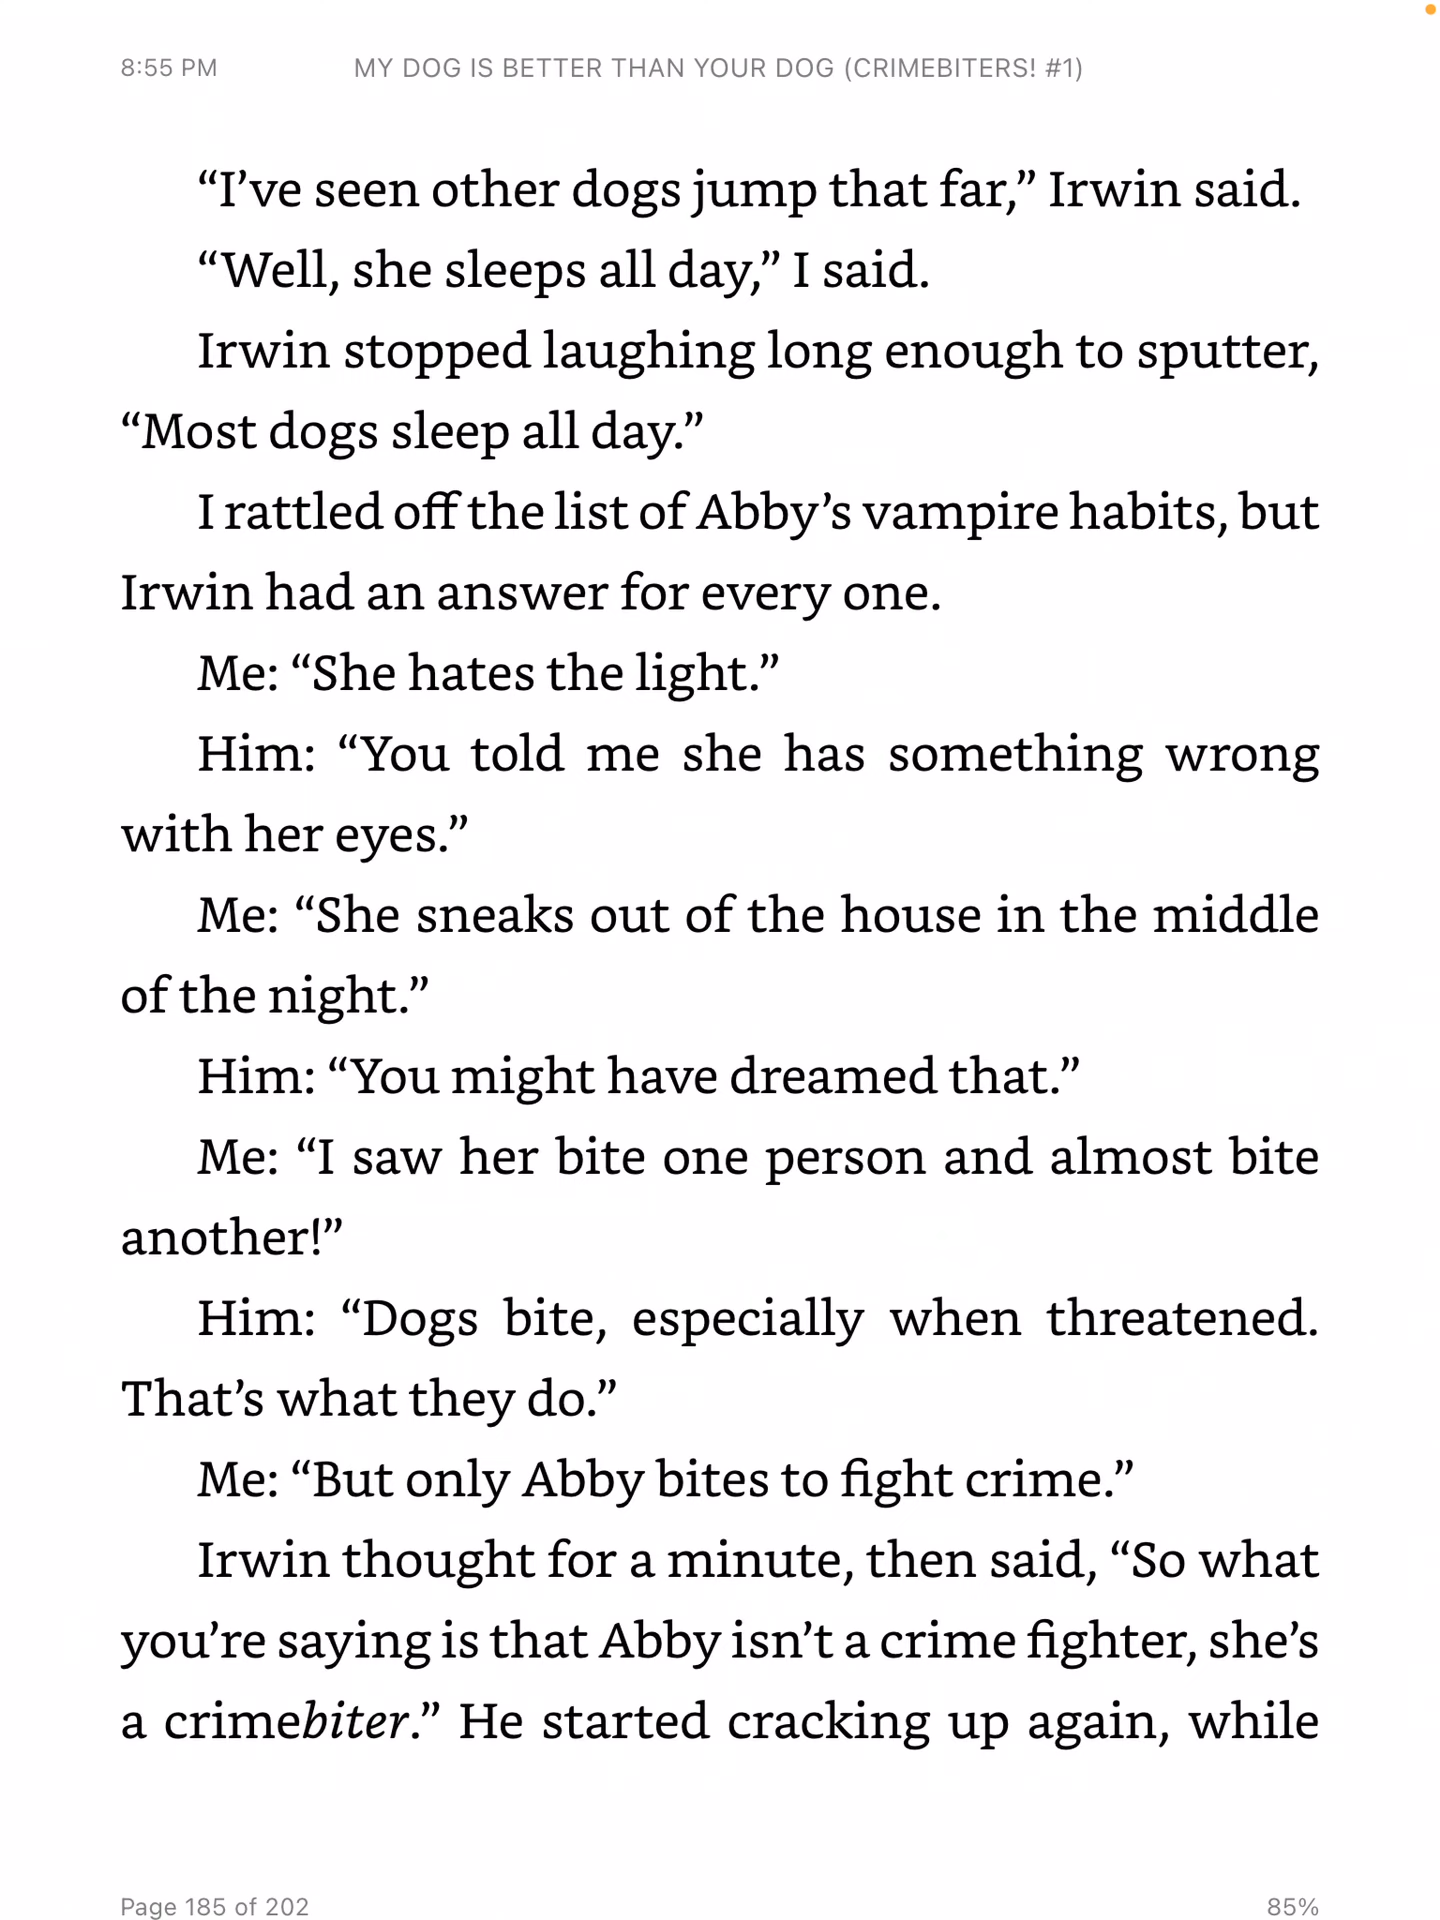 8:55 PM
MY DOG IS BETTER THAN YOUR DOG (CRIMEBITERS! #1)
“I’ve seen other dogs jump that far,” Irwin said.
“Well, she sleeps all day,” I said.
Irwin stopped laughing long enough to sputter,
“Most dogs sleep all day.”
I rattled off the list of Abby’s vampire habits, but
Irwin had an answer for every one.
Me: “She hates the light.”
Him: “You told me she has something wrong
with her eyes.”
Me: “She sneaks out of the house in the middle
of the night.”
Him: “You might have dreamed that.”
Me: “I saw her bite one person and almost bite
another!”
Him: “Dogs bite, especially when threatened.
That’s what they do.”
Me: “But only Abby bites to fight crime.”
Irwin thought for a minute, then said, “So what
you’re saying is that Abby isn’t a crime fighter, she’s
a crimebiter.” He started cracking up again, while
Page 185 of 202
85%